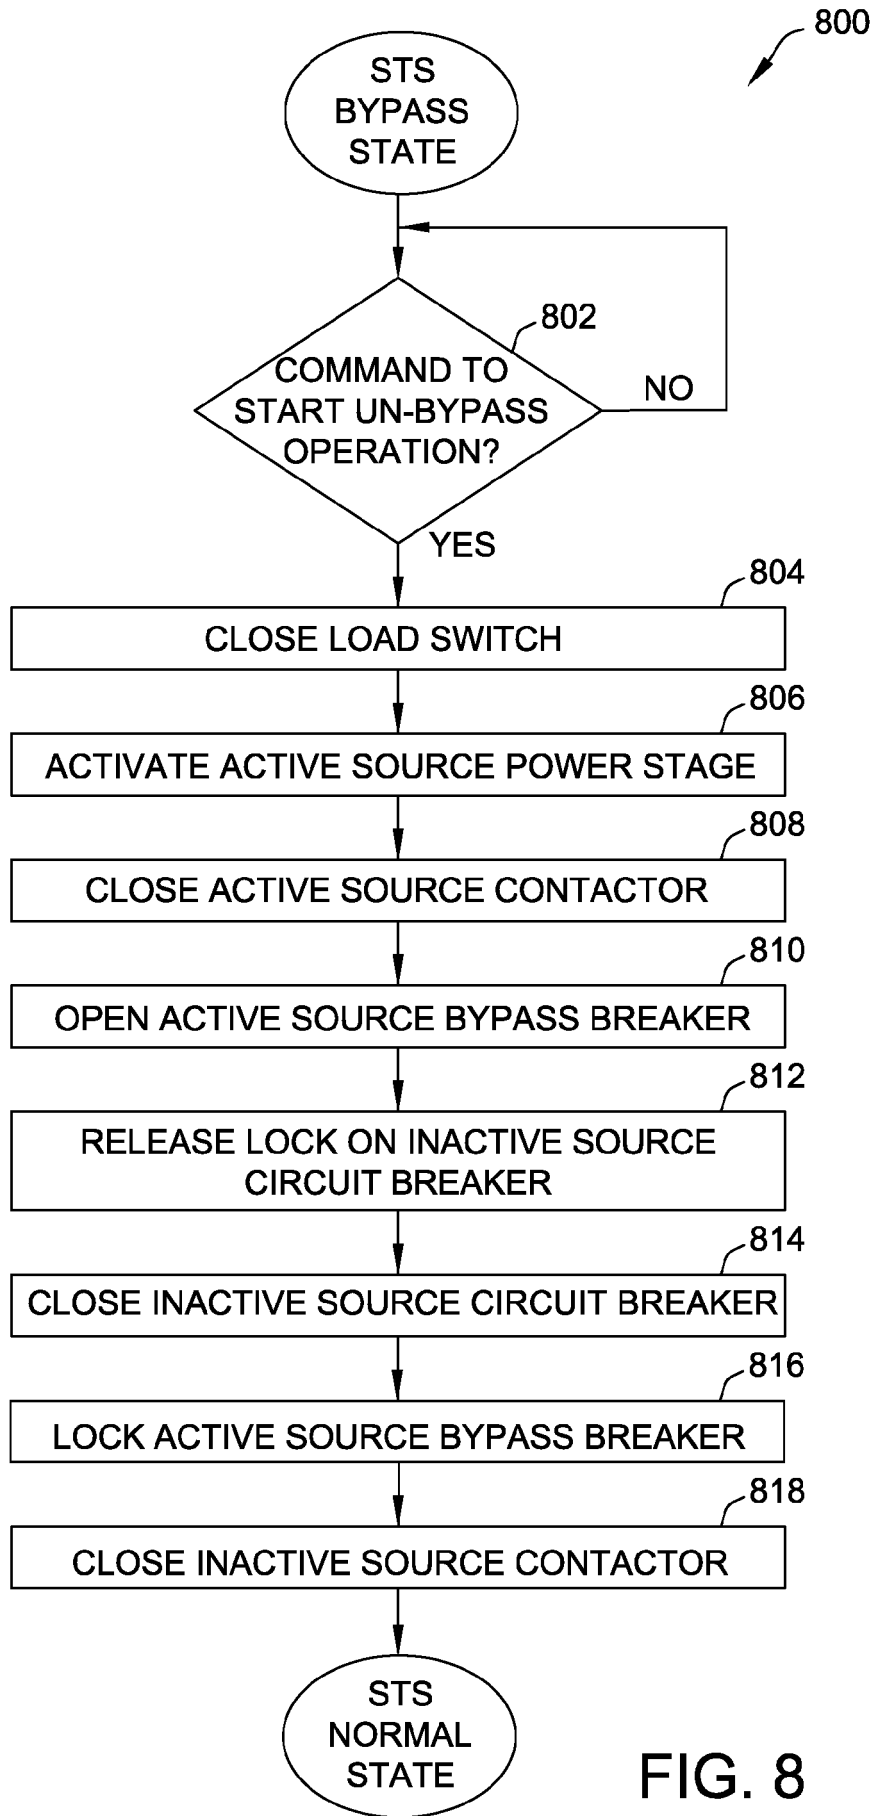 800
STS
BYPASS
STATE
802
COMMAND TO
START UN-BYPASS
OPERATION?
NO
YES
804
CLOSE LOAD SWITCH
806
ACTIVATE ACTIVE SOURCE POWER STAGE
808
CLOSE ACTIVE SOURCE CONTACTOR
810
OPEN ACTIVE SOURCE BYPASS BREAKER
812
RELEASE LOCK ON INACTIVE SOURCE
CIRCUIT BREAKER
814
CLOSE INACTIVE SOURCE CIRCUIT BREAKER
816
LOCK ACTIVE SOURCE BYPASS BREAKER
818
CLOSE INACTIVE SOURCE CONTACTOR
STS
NORMAL
STATE
FIG. 8